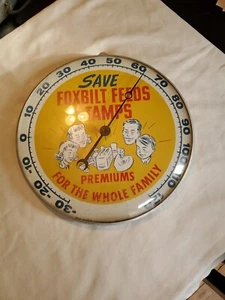 SAVE
FOXBILT FEEDS
STAMPS
PREMIUMS
FOR THE WHOLE FAMILY
-30 -20 -10 0 10 20 30 40 50 60 70 80 90 100 110 120